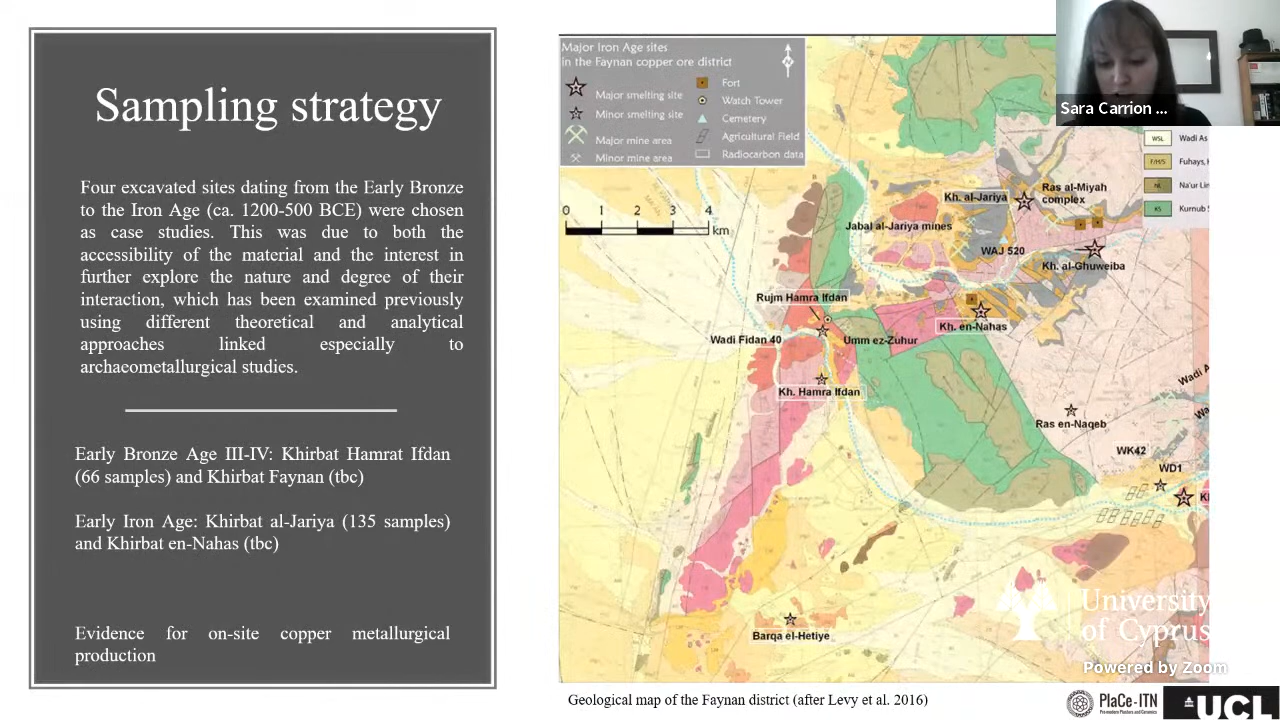 Sampling strategy
Four excavated sites dating from the Early Bronze
to the Iron Age (ca. 1200-500 BCE) were chosen
as case studies. This was due to both the
accessibility of the material and the interest in
further explore the nature and degree of their
interaction, which has been examined previously
using different theoretical and analytical
approaches linked especially to
archaeometallurgical studies.
Early Bronze Age III-IV: Khirbat Hamrat Ifdan
(66 samples) and Khirbat Faynan (tbc)
Early Iron Age: Khirbat al-Jariya (135 samples)
and Khirbat en-Nahas (tbc)
Evidence for on-site copper metallurgical
production
Major Iron Age sites
in the Faynan copper ore district
N
Major smelting site
Minor smelting site
Major mine area
Minor mine area
Fort
Watch Tower
Cemetery
Agricultural Field
Radiocarbon data
0 1 2 3 4
km
Sara Carrion ...
WSL Wadi As
F/H/S Fuhays,
Na'ur Lin
KS Kurnub
Kh. al-Jariya
Ras al-Miyah
complex
Jabal al-Jariya mines
WAJ 520
Kh. al-Ghuweiba
Rujm Hamra Ifdan
Kh. en-Nahas
Wadi Fidan 40
Umm ez-Zuhur
Kh. Hamra Ifdan
Wadi
Ras en-Naqeb
WK42
WD1
Barqa el-Hetiye
University
of Cyprus
Powered by Zoom
Geological map of the Faynan district (after Levy et al. 2016)
PlaCe-ITN
UCL